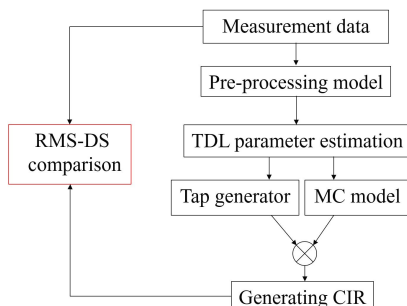 Measurement data
Pre-processing model
RMS-DS
comparison
TDL parameter estimation
Tap generator
MC model
Generating CIR